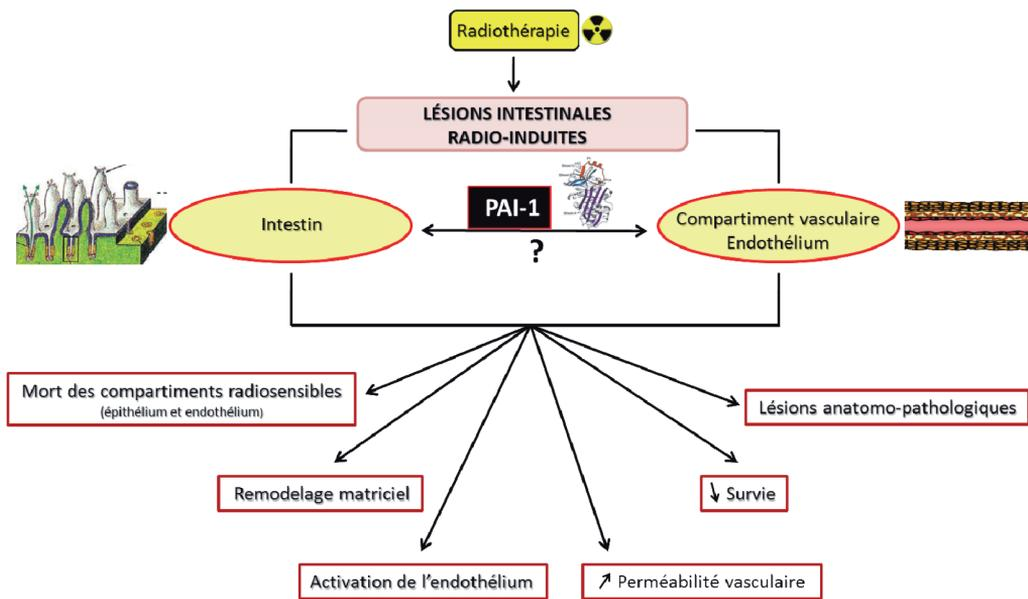 Radiothérapie
LÉSIONS INTESTINALES
RADIO-INDUITES
PAI-1
Intestin
Compartiment vasculaire
Endothélium
?
Mort des compartiments radiosensibles
(épithélium et endothélium)
Lésions anatomo-pathologiques
Remodelage matriciel
↘ Survie
Activation de l'endothélium
↗ Perméabilité vasculaire